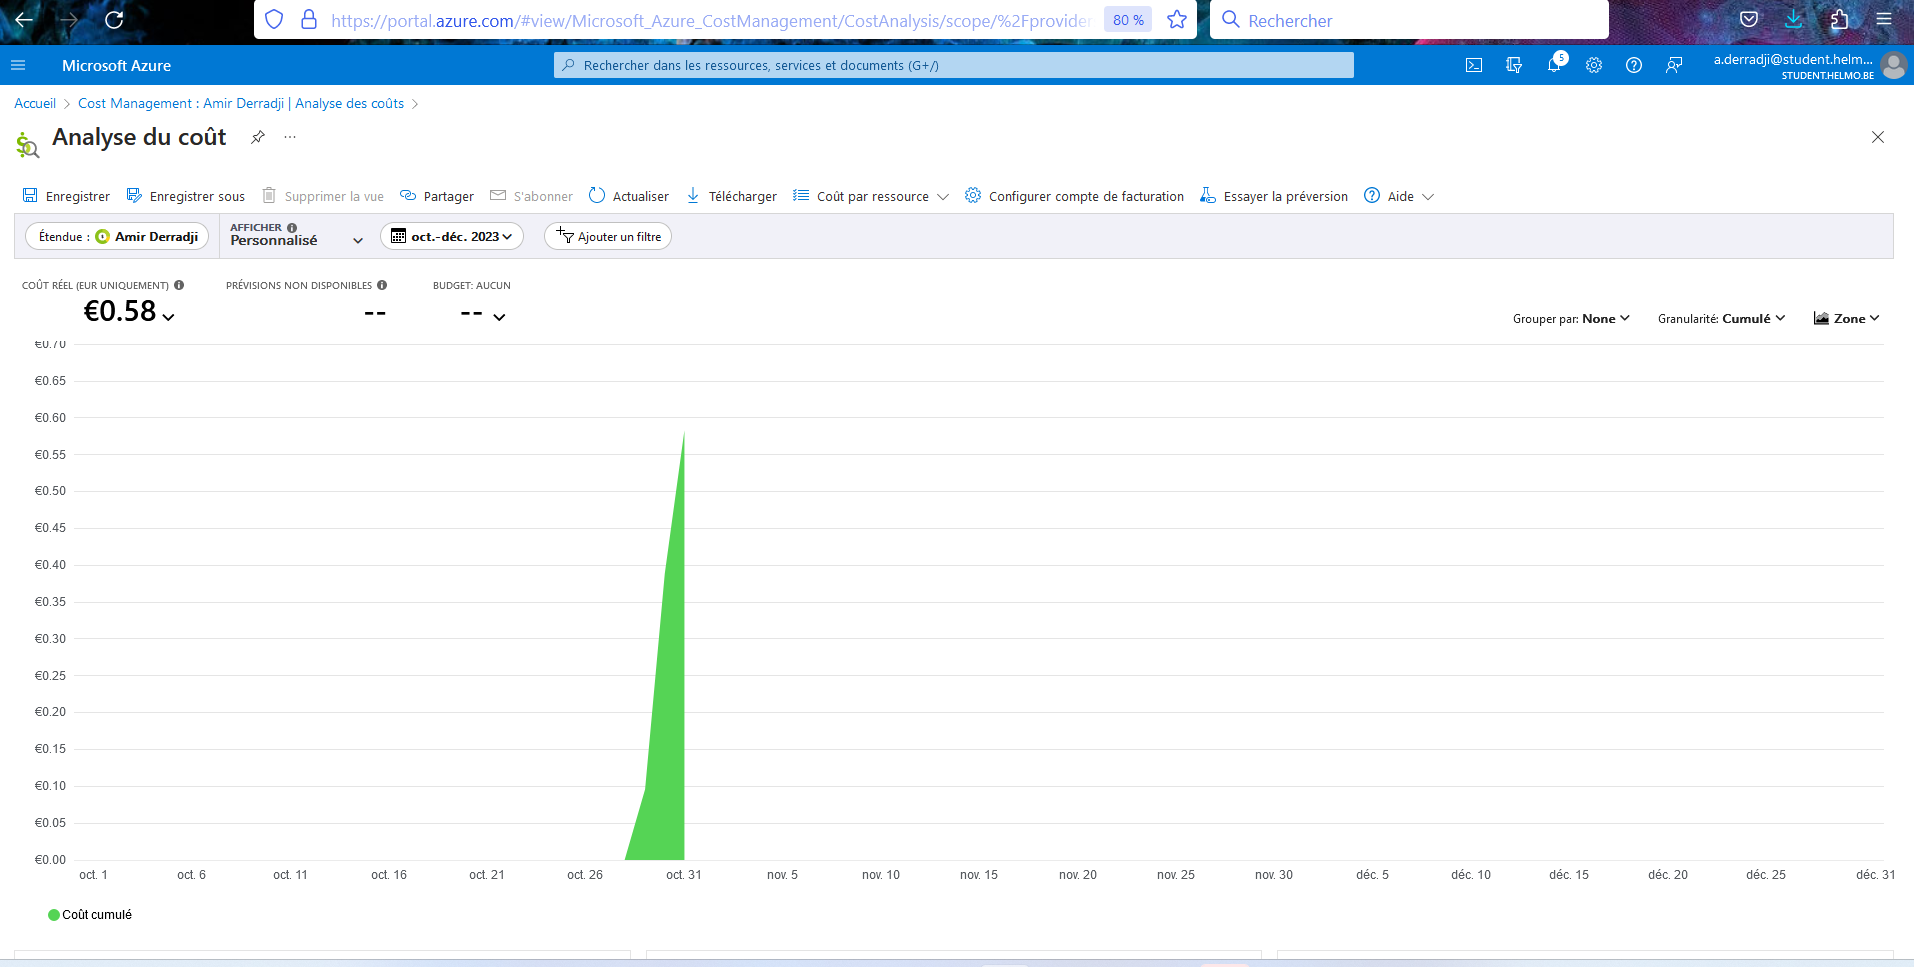 https://portal.azure.com/#view/Microsoft_Azure_CostManagement/CostAnalysis/scope/%2Fprovider
80 %
Rechercher
Microsoft Azure
Rechercher dans les ressources, services et documents (G+/)
5
a.derradji@student.helm...
STUDENT.HELMO.BE
Accueil > Cost Management : Amir Derradji | Analyse des coûts >
Analyse du coût
...
Enregistrer Enregistrer sous Supprimer la vue Partager S'abonner Actualiser Télécharger Coût par ressource Configurer compte de facturation Essayer la préversion Aide
Étendue : Amir Derradji
AFFICHER
Personnalisé
oct.-déc. 2023
Ajouter un filtre
COÛT RÉEL (EUR UNIQUEMENT)
€0.58
PRÉVISIONS NON DISPONIBLES
--
BUDGET: AUCUN
--
Grouper par: None
Granularité: Cumulé
Zone
€0.70
€0.65
€0.60
€0.55
€0.50
€0.45
€0.40
€0.35
€0.30
€0.25
€0.20
€0.15
€0.10
€0.05
€0.00
oct. 1 oct. 6 oct. 11 oct. 16 oct. 21 oct. 26 oct. 31 nov. 5 nov. 10 nov. 15 nov. 20 nov. 25 nov. 30 déc. 5 déc. 10 déc. 15 déc. 20 déc. 25 déc. 31
Coût cumulé